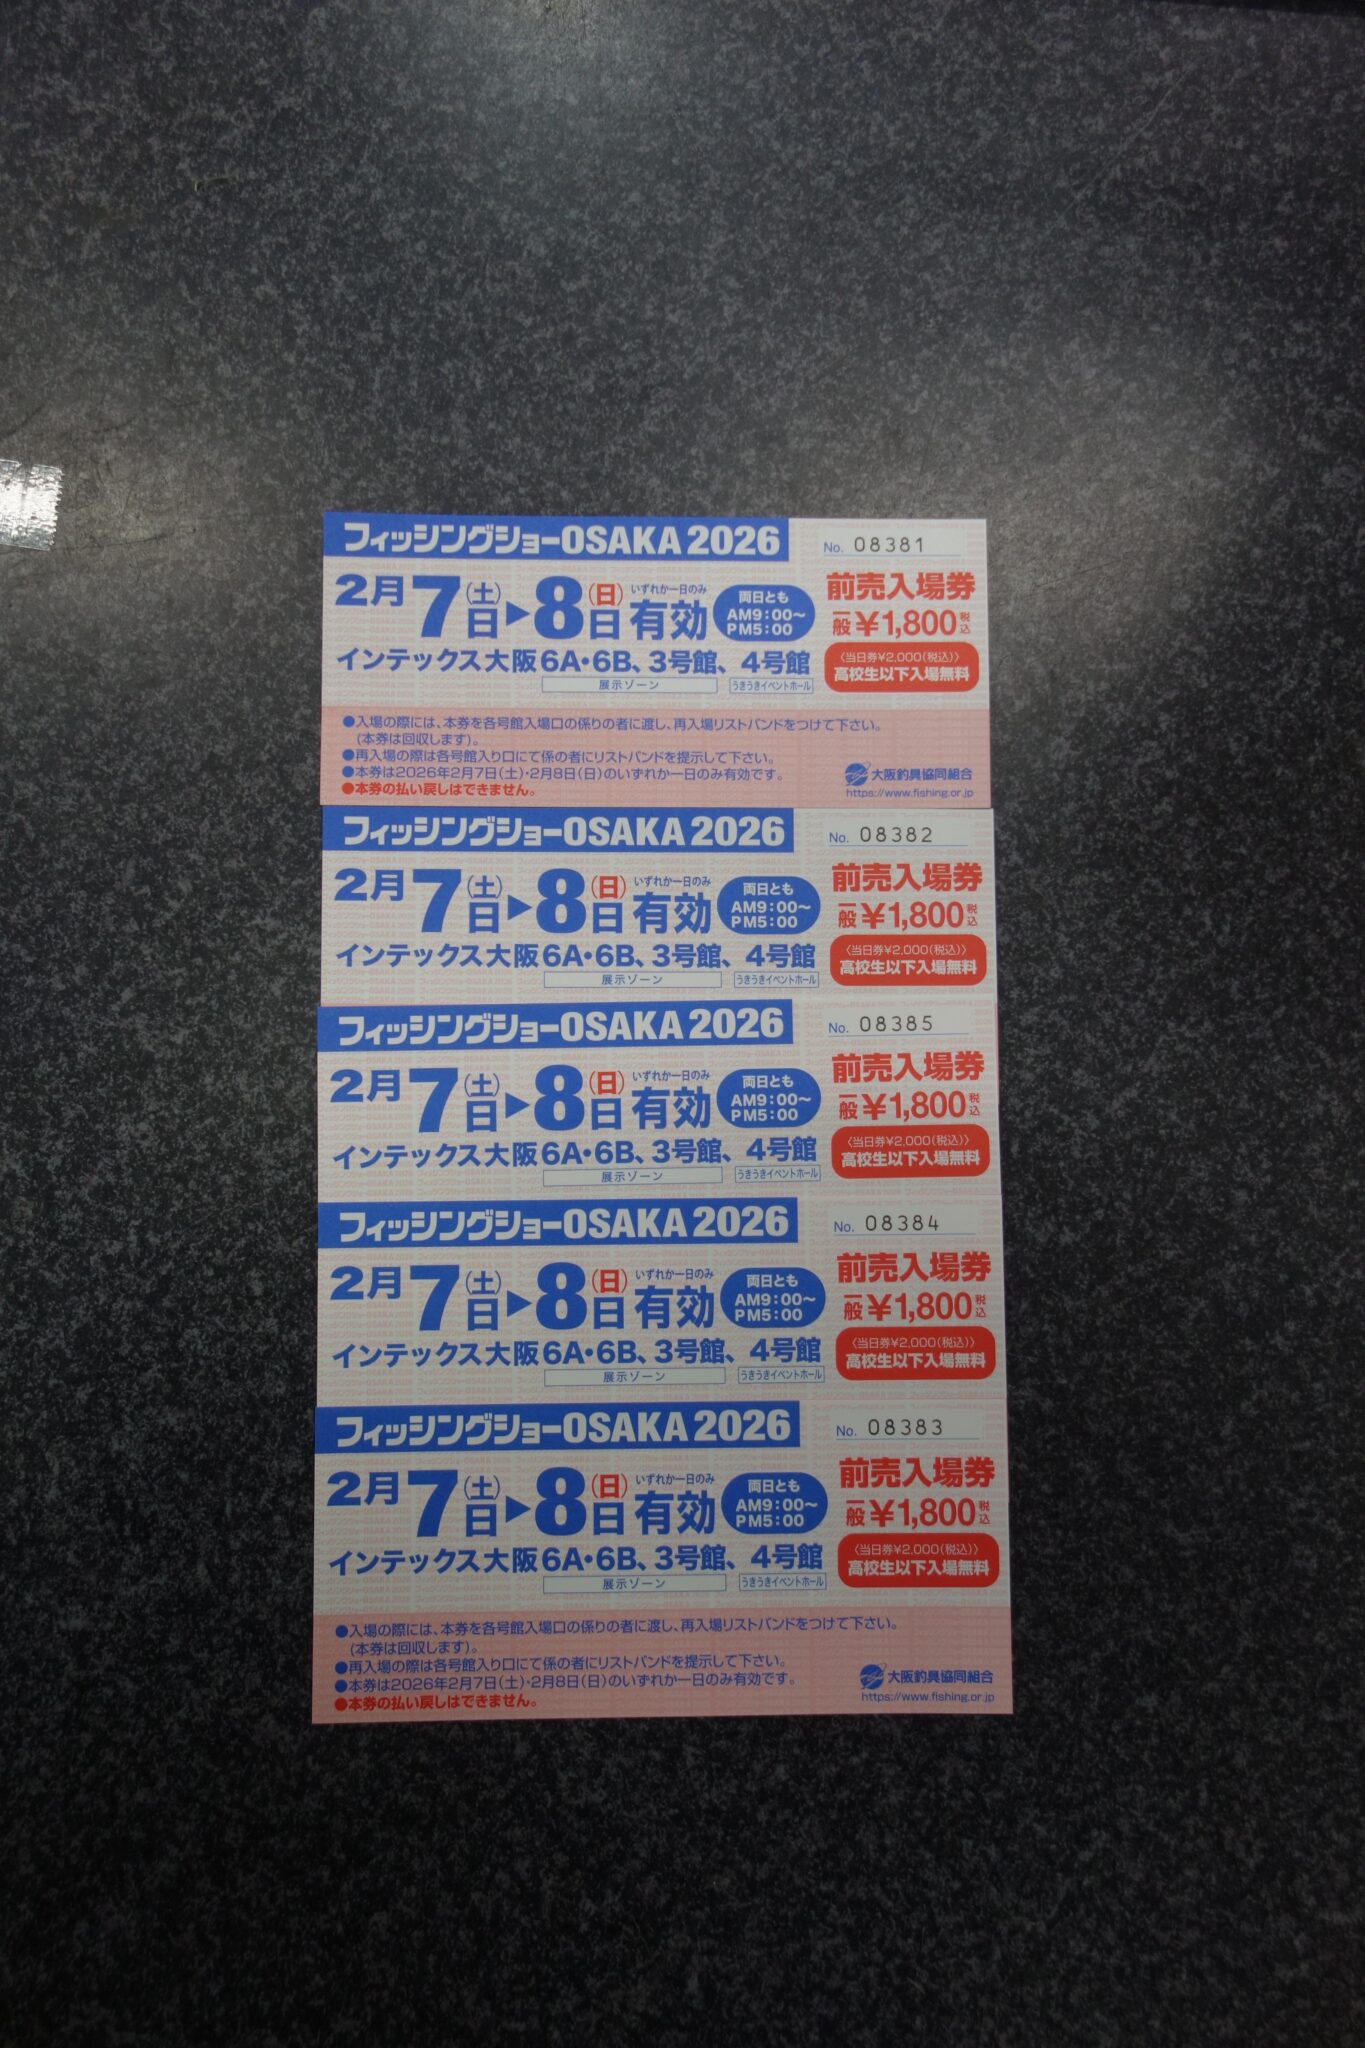 フィッシングショーOSAKA 2026
No. 08381
2月7日(土)▶8日(日)いずれか一日のみ有効
両日とも
AM9:00〜
PM5:00
前売入場券
一般¥1,800税込
インテックス大阪6A・6B、3号館、4号館
展示ゾーン
うきうきイベントホール
〈当日券¥2,000(税込)〉
高校生以下入場無料
●入場の際には、本券を各号館入場口の係りの者に渡し、再入場リストバンドをつけて下さい。
(本券は回収します)。
●再入場の際は各号館入り口にて係の者にリストバンドを提示して下さい。
●本券は2026年2月7日(土)・2月8日(日)のいずれか一日のみ有効です。
●本券の払い戻しはできません。
大阪釣具協同組合
https://www.fishing.or.jp
フィッシングショーOSAKA 2026
No. 08382
2月7日(土)▶8日(日)いずれか一日のみ有効
両日とも
AM9:00〜
PM5:00
前売入場券
一般¥1,800税込
インテックス大阪6A・6B、3号館、4号館
展示ゾーン
うきうきイベントホール
〈当日券¥2,000(税込)〉
高校生以下入場無料
フィッシングショーOSAKA 2026
No. 08385
2月7日(土)▶8日(日)いずれか一日のみ有効
両日とも
AM9:00〜
PM5:00
前売入場券
一般¥1,800税込
インテックス大阪6A・6B、3号館、4号館
展示ゾーン
うきうきイベントホール
〈当日券¥2,000(税込)〉
高校生以下入場無料
フィッシングショーOSAKA 2026
No. 08384
2月7日(土)▶8日(日)いずれか一日のみ有効
両日とも
AM9:00〜
PM5:00
前売入場券
一般¥1,800税込
インテックス大阪6A・6B、3号館、4号館
展示ゾーン
うきうきイベントホール
〈当日券¥2,000(税込)〉
高校生以下入場無料
フィッシングショーOSAKA 2026
No. 08383
2月7日(土)▶8日(日)いずれか一日のみ有効
両日とも
AM9:00〜
PM5:00
前売入場券
一般¥1,800税込
インテックス大阪6A・6B、3号館、4号館
展示ゾーン
うきうきイベントホール
〈当日券¥2,000(税込)〉
高校生以下入場無料
●入場の際には、本券を各号館入場口の係りの者に渡し、再入場リストバンドをつけて下さい。
(本券は回収します)。
●再入場の際は各号館入り口にて係の者にリストバンドを提示して下さい。
●本券は2026年2月7日(土)・2月8日(日)のいずれか一日のみ有効です。
●本券の払い戻しはできません。
大阪釣具協同組合
https://www.fishing.or.jp